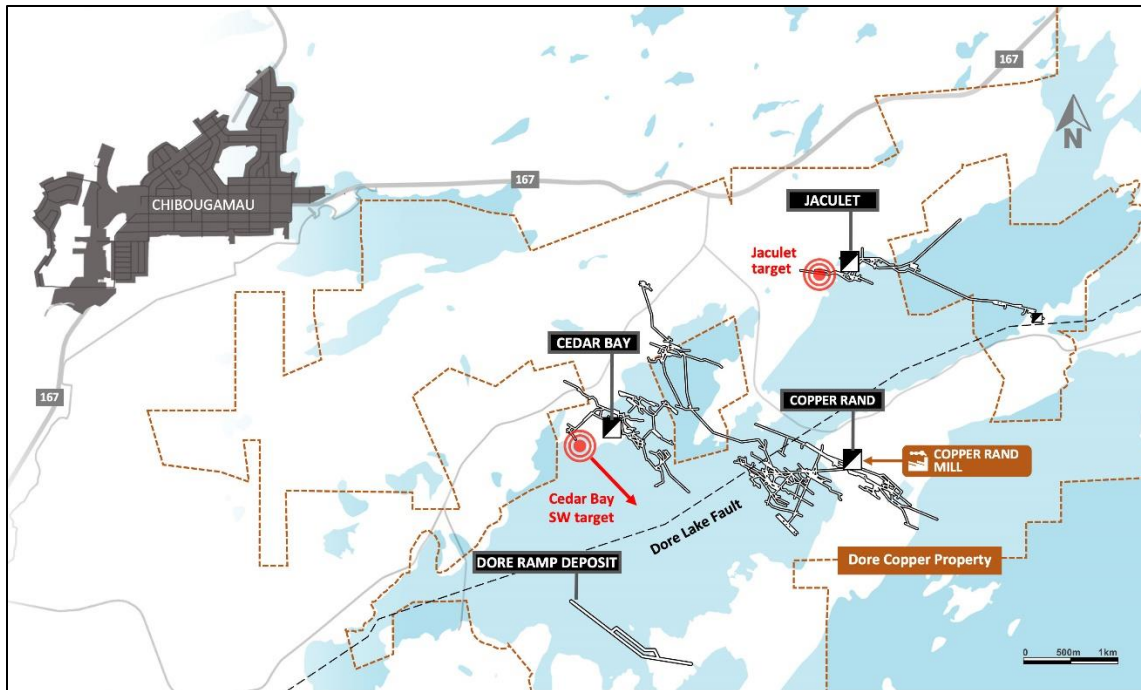 167
N
167
JACULET
CHIBOUGAMAU
Jaculet
target
CEDAR BAY
167
COPPER RAND
COPPER RAND
MILL
Cedar Bay
SW target
Dore Lake Fault
DORE RAMP DEPOSIT
Dore Copper Property
0 500m 1km